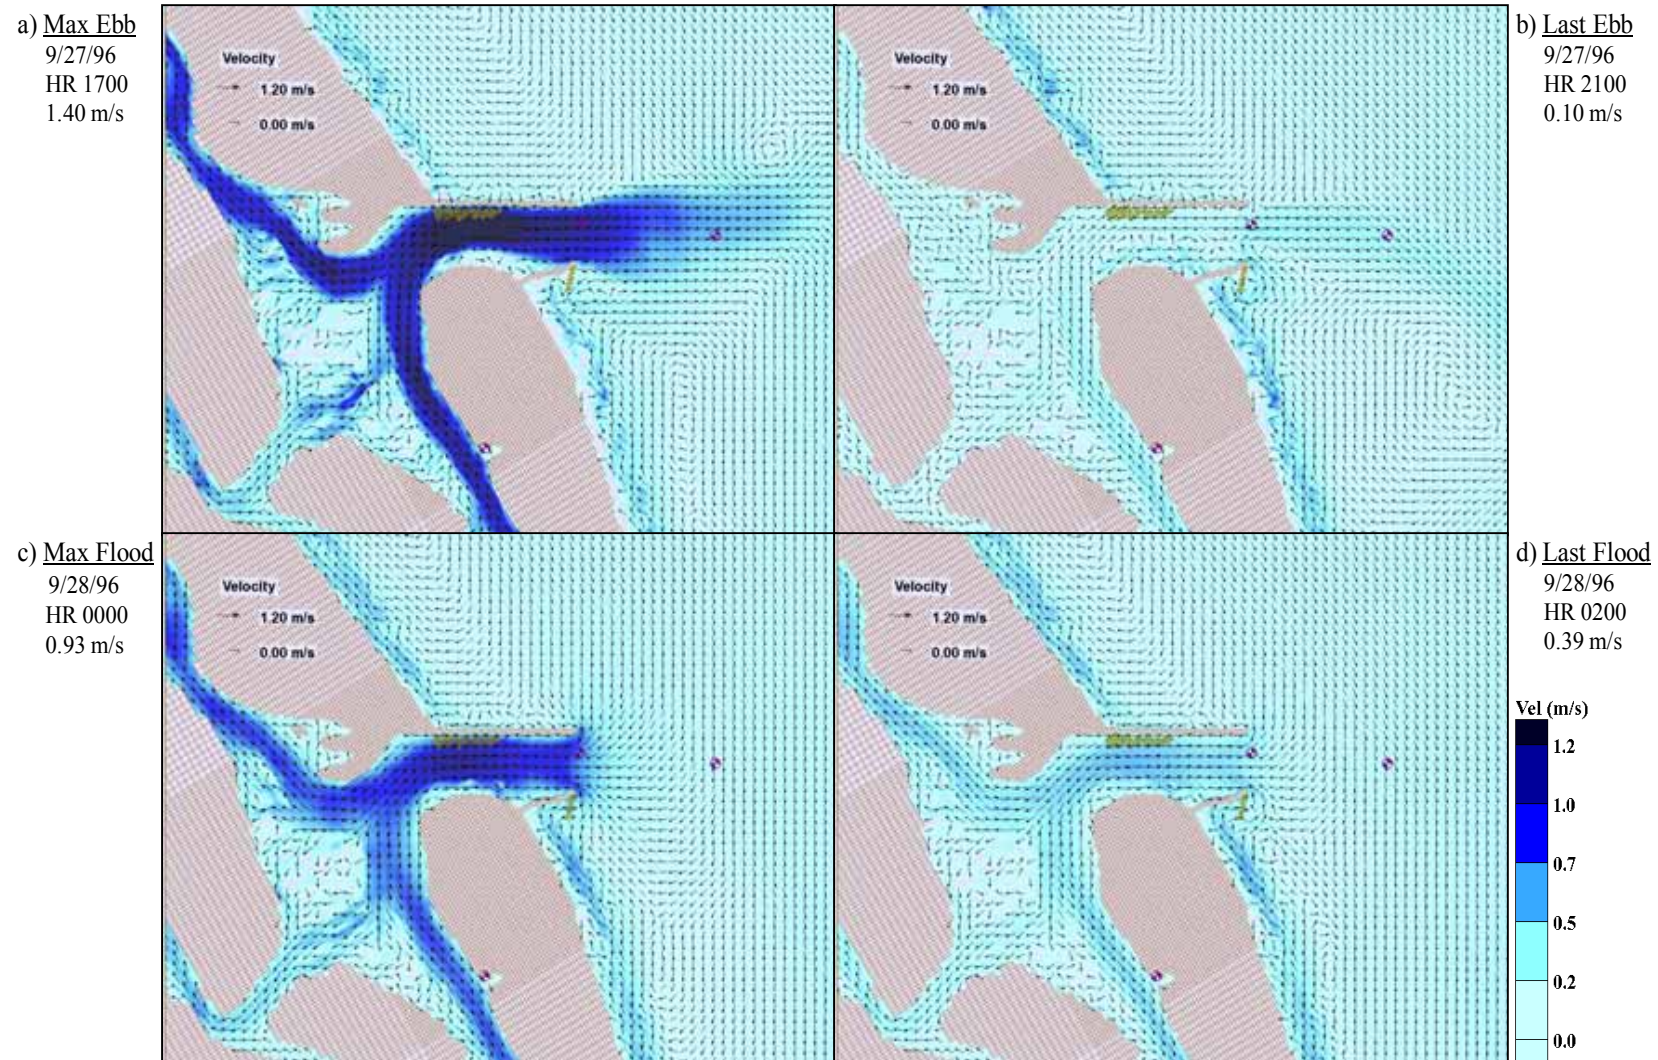 a) Max Ebb
9/27/96
HR 1700
1.40 m/s
Velocity
1.20 m/s
0.00 m/s
Velocity
1.20 m/s
0.00 m/s
b) Last Ebb
9/27/96
HR 2100
0.10 m/s
c) Max Flood
9/28/96
HR 0000
0.93 m/s
Velocity
1.20 m/s
0.00 m/s
Velocity
1.20 m/s
0.00 m/s
d) Last Flood
9/28/96
HR 0200
0.39 m/s
Vel (m/s)
1.2
1.0
0.7
0.5
0.2
0.0